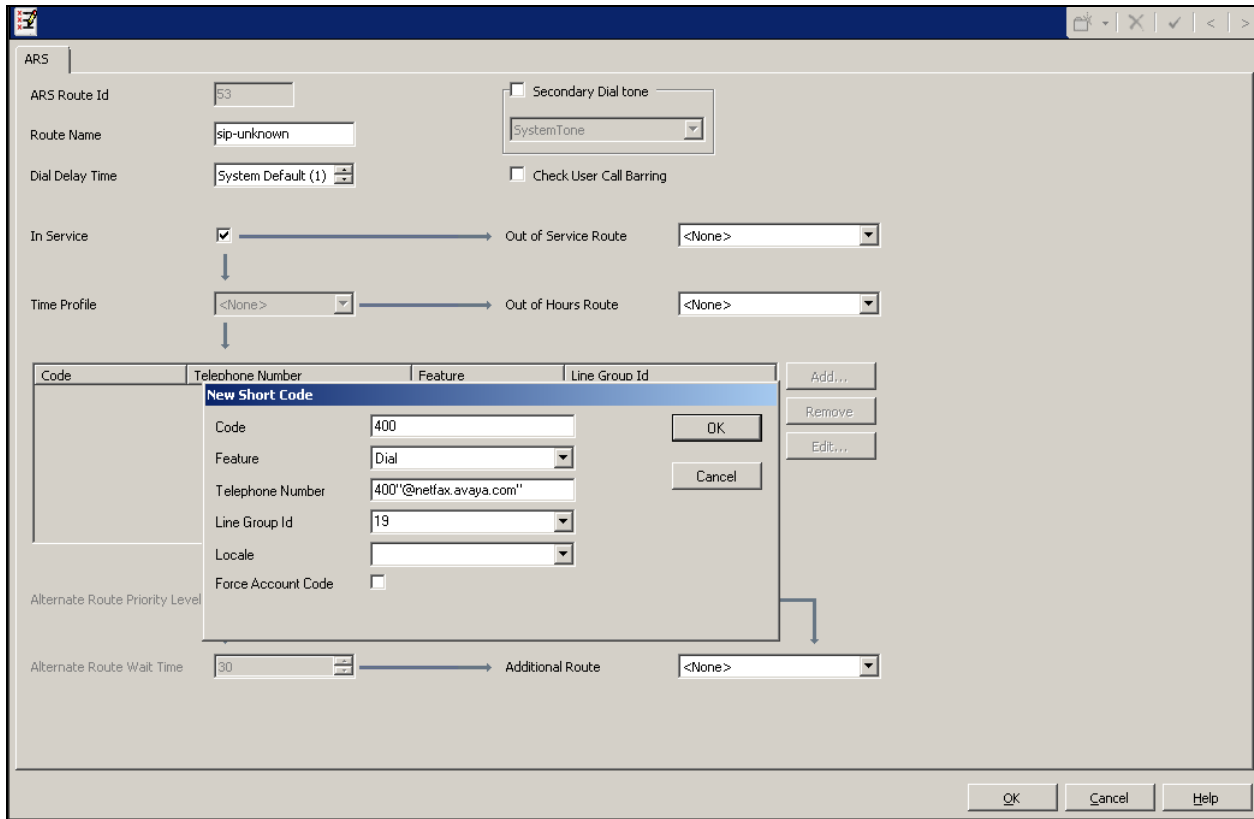 ARS
ARS Route Id 53 Secondary Dial tone
SystemTone
Route Name sip-unknown
Dial Delay Time System Default (1) Check User Call Barring
In Service Out of Service Route <None>
Time Profile <None> Out of Hours Route <None>
Code Telephone Number Feature Line Group Id Add...
Remove
Edit...
New Short Code
Code 400 OK
Feature Dial
Cancel
Telephone Number 400"@netfax.avaya.com"
Line Group Id 19
Locale
Force Account Code
Alternate Route Priority Level
Alternate Route Wait Time 30 Additional Route <None>
OK Cancel Help